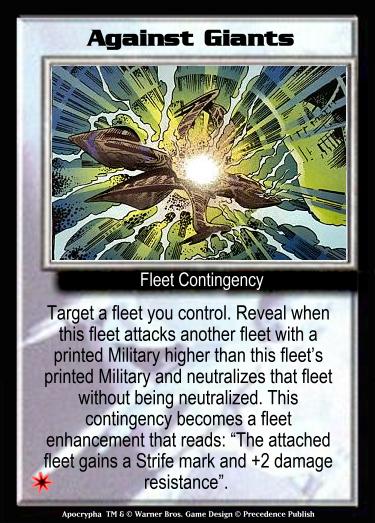 Against Giants
Fleet Contingency
Target a fleet you control. Reveal when
this fleet attacks another fleet with a
printed Military higher than this fleet's
printed Military and neutralizes that fleet
without being neutralized. This
contingency becomes a fleet
enhancement that reads: “The attached
fleet gains a Strife mark and +2 damage
resistance”.
Apocrypha TM & © Warner Bros. Game Design © Precedence Publish